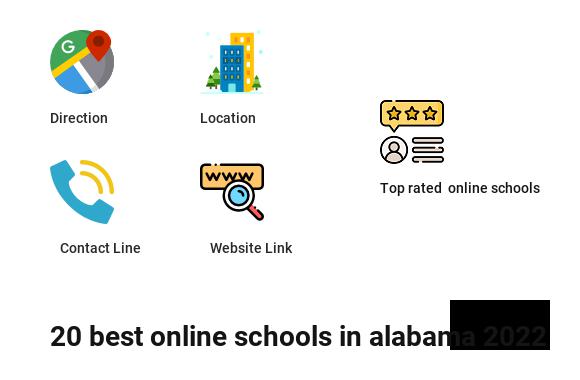 G
Direction
Location
Top rated online schools
www
Contact Line
Website Link
20 best online schools in alabama 2022